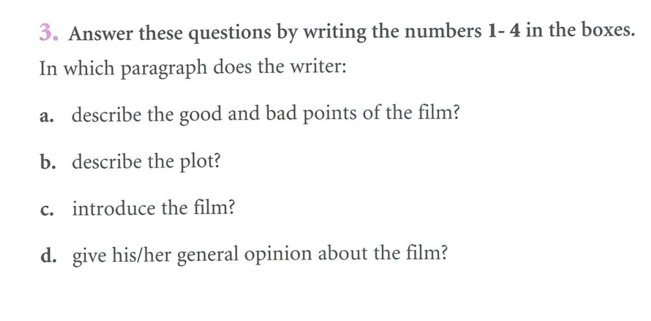 3. Answer these questions by writing the numbers 1- 4 in the boxes.
In which paragraph does the writer:
a. describe the good and bad points of the film?
b. describe the plot?
c. introduce the film?
d. give his/her general opinion about the film?